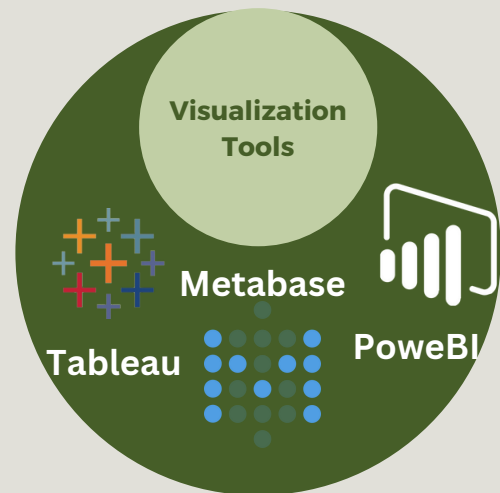 Visualization
Tools
Metabase
Tableau
PoweBI